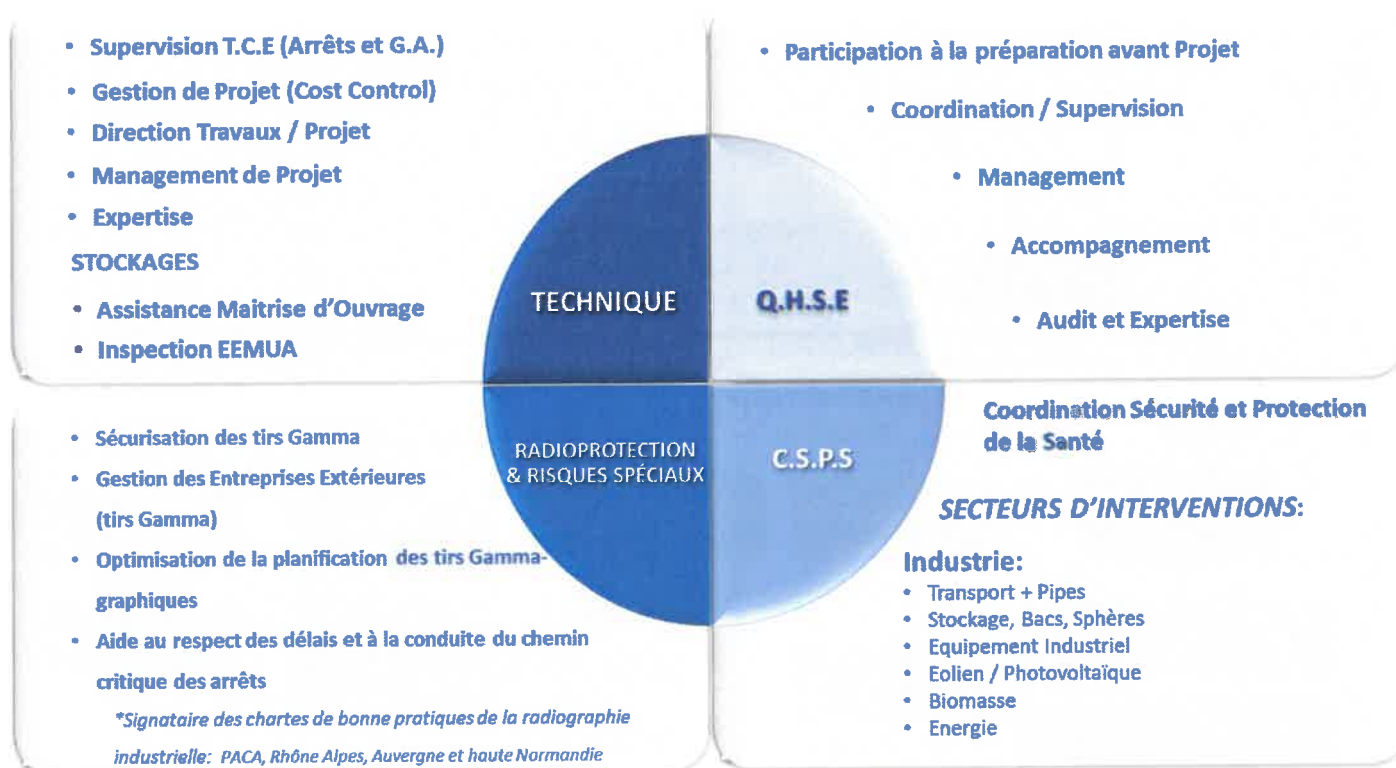 • Supervision T.C.E (Arrêts et G.A.)
• Gestion de Projet (Cost Control)
• Direction Travaux / Projet
• Management de Projet
• Expertise
STOCKAGES
• Assistance Maitrise d'Ouvrage
• Inspection EEMUA
• Participation à la préparation avant Projet
• Coordination / Supervision
• Management
• Accompagnement
• Audit et Expertise
TECHNIQUE
Q.H.S.E
RADIOPROTECTION
& RISQUES SPÉCIAUX
C.S.P.S
• Sécurisation des tirs Gamma
• Gestion des Entreprises Extérieures
(tirs Gamma)
• Optimisation de la planification des tirs Gamma-
graphiques
• Aide au respect des délais et à la conduite du chemin
critique des arrêts
*Signataire des chartes de bonne pratiques de la radiographie
industrielle: PACA, Rhône Alpes, Auvergne et haute Normandie
Coordination Sécurité et Protection
de la Santé
SECTEURS D'INTERVENTIONS:
Industrie:
• Transport + Pipes
• Stockage, Bacs, Sphères
• Equipement Industriel
• Eolien / Photovoltaïque
• Biomasse
• Energie